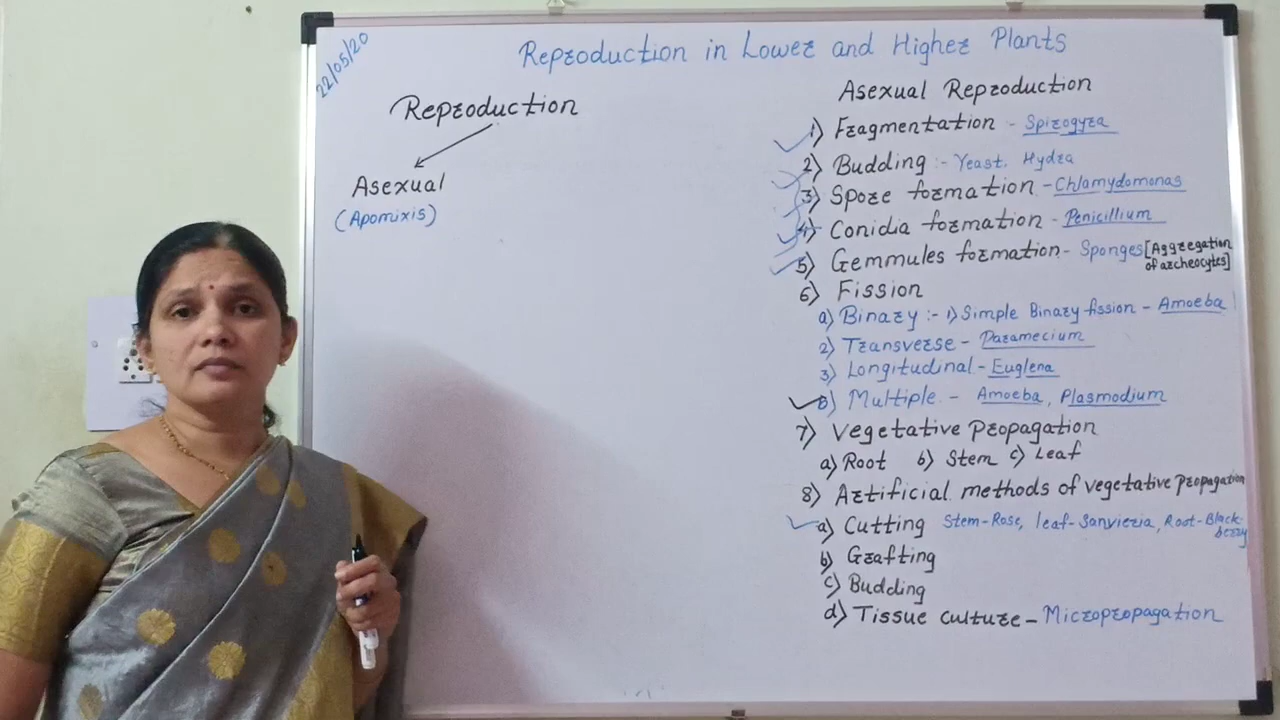 22/05/20
Reproduction in Lower and Higher Plants
Reproduction
Asexual
(Apomixis)
Asexual Reproduction
1) Fragmentation - Spirogyra
2) Budding :- Yeast. Hydra
3) Spore formation - Chlamydomonas
4) Conidia formation - Penicillium
5) Gemmules formation - Sponges [Aggregation
of archeocytes]
6) Fission
a) Binary :- 1) Simple Binary fission - Amoeba
2) Transverse - Paramecium
3) Longitudinal - Euglena
b) Multiple - Amoeba, Plasmodium
7) Vegetative propagation
a) Root b) Stem c) Leaf
8) Artificial methods of vegetative propagation
a) Cutting Stem-Rose, leaf-Sanvieria, Root-Black-
berry
b) Grafting
c) Budding
d) Tissue culture - Micropropagation